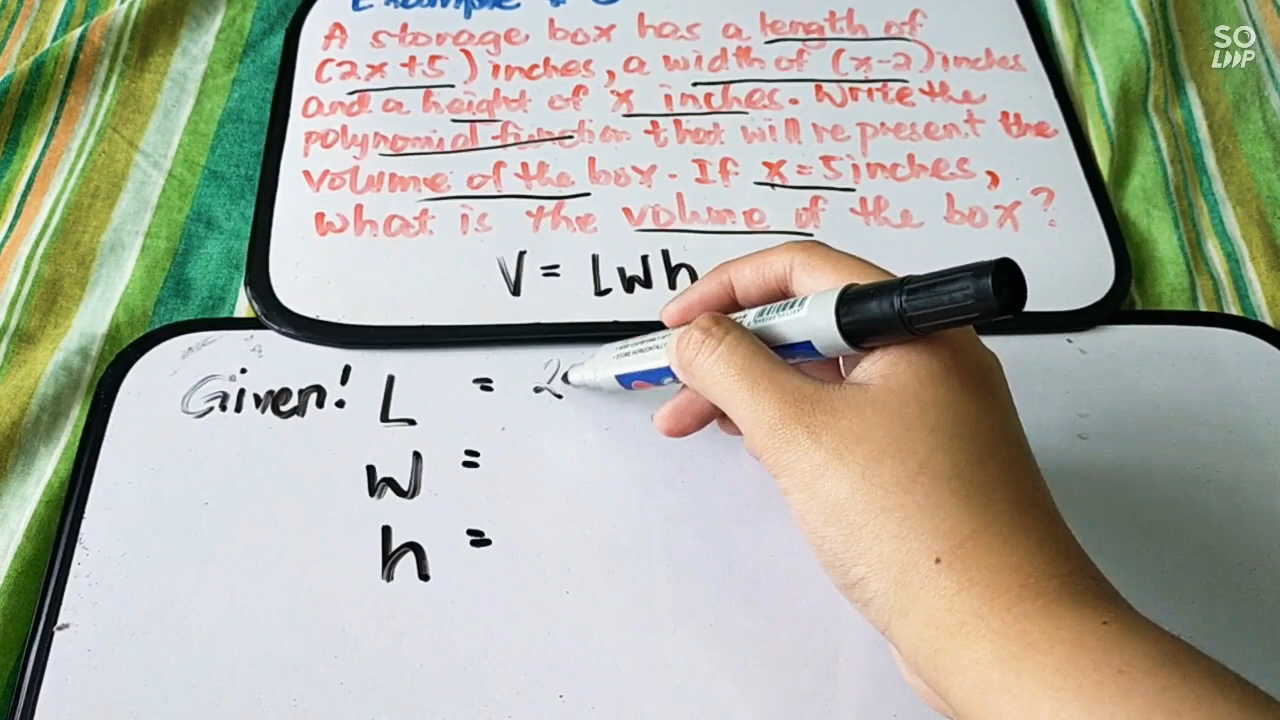 A storage box has a length of
(2x+5) inches, a width of (x-2) inches
and a height of x inches. Write the
polynomial function that will represent the
volume of the box. If x=5 inches,
what is the volume of the box?
V = LWh
Given! L = 2
W =
h =
SO
LOOP